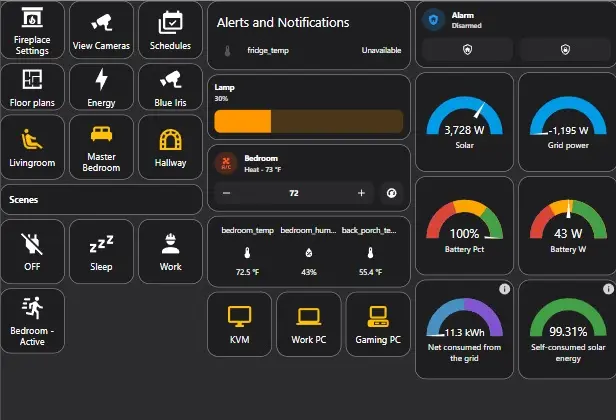 Fireplace
Settings
View Cameras
Schedules
Floor plans
Energy
Blue Iris
Livingroom
Master
Bedroom
Hallway
Scenes
OFF
Sleep
Work
Bedroom -
Active
Alerts and Notifications
fridge_temp
Unavailable
Lamp
30%
A/C
Bedroom
Heat - 73 °F
− 72 +
bedroom_temp
bedroom_hum...
back_porch_te...
72.5 °F
43%
55.4 °F
KVM
Work PC
Gaming PC
Alarm
Disarmed
3,728 W
Solar
-1,195 W
Grid power
100%
Battery Pct
43 W
Battery W
-11.3 kWh
Net consumed from
the grid
99.31%
Self-consumed solar
energy